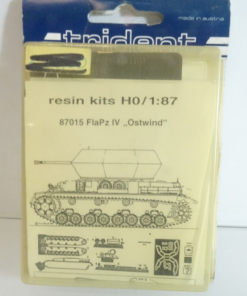 made in austria
trident
resin kits H0/1:87
87015 FlaPz IV „Ostwind"